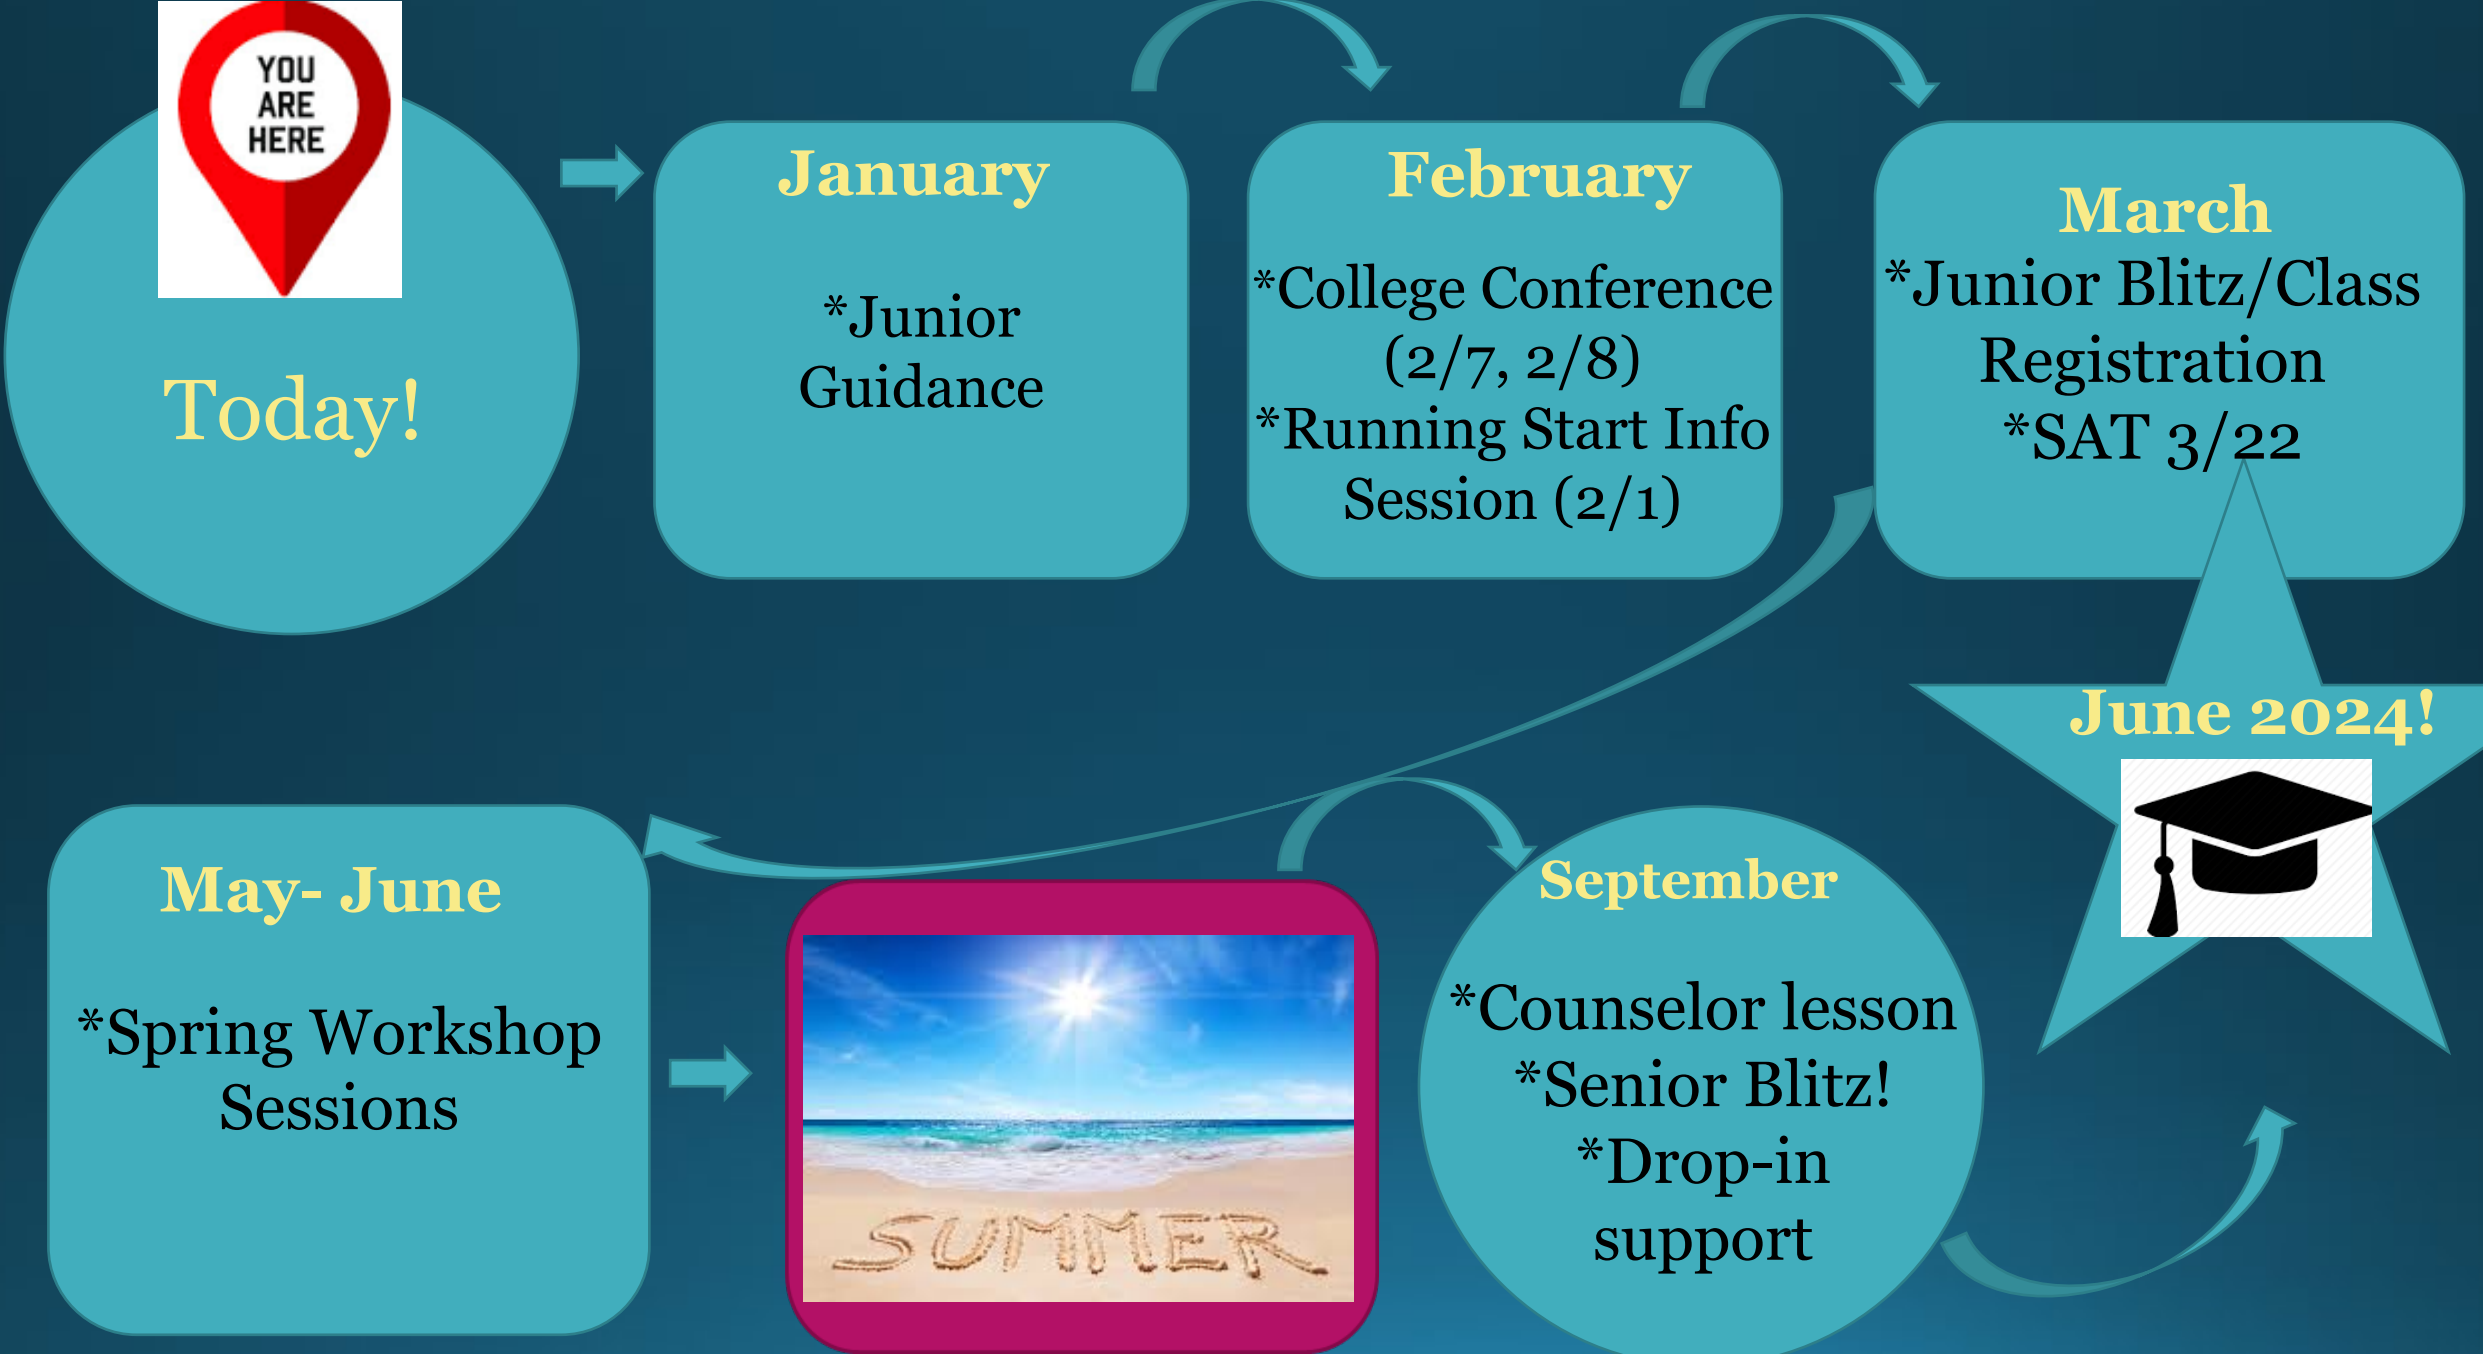 YOU
ARE
HERE
Today!
January
*Junior
Guidance
February
*College Conference
(2/7, 2/8)
*Running Start Info
Session (2/1)
March
*Junior Blitz/Class
Registration
*SAT 3/22
May- June
*Spring Workshop
Sessions
SUMMER
September
*Counselor lesson
*Senior Blitz!
*Drop-in
support
June 2024!